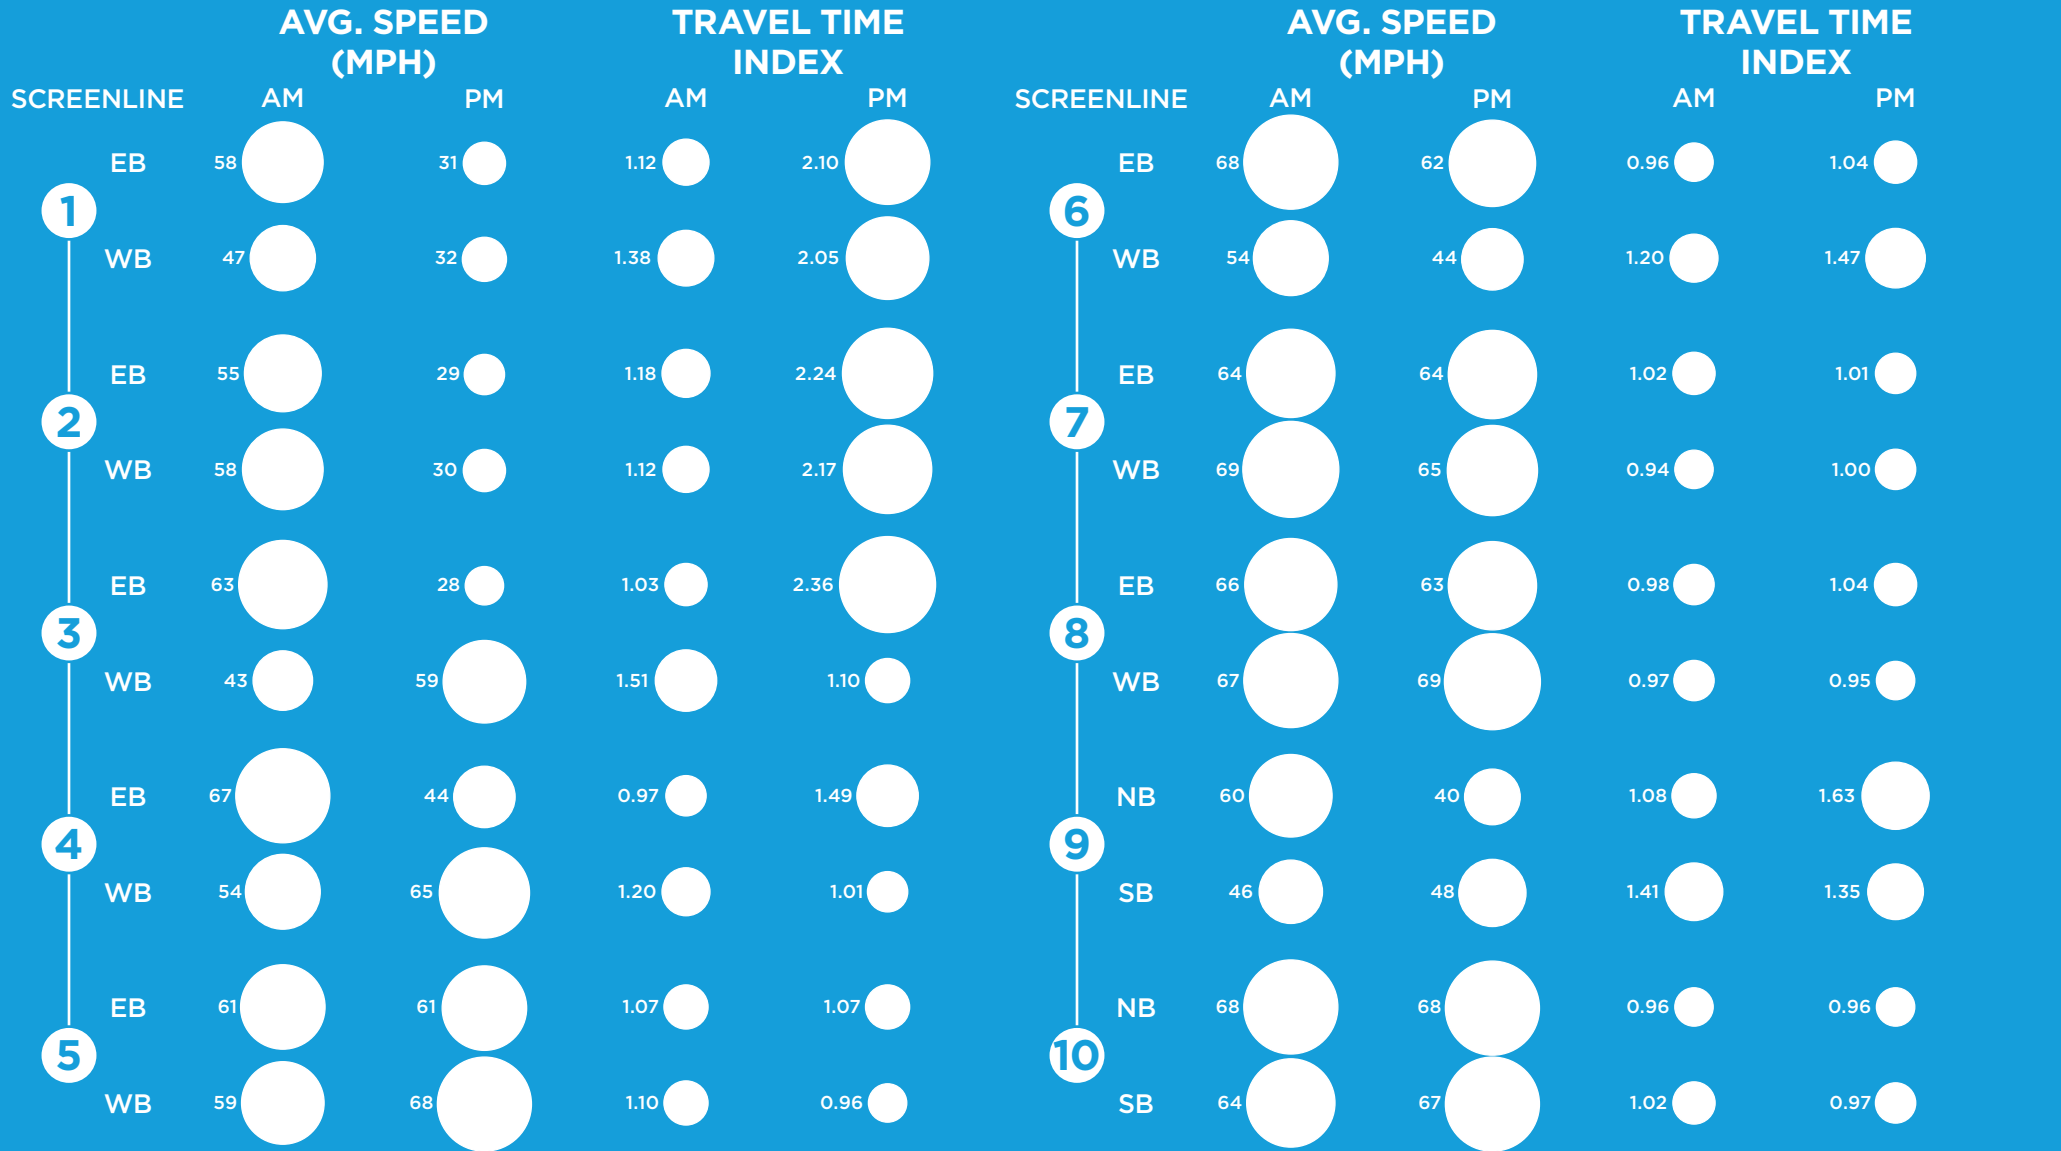 AVG. SPEED
(MPH)
TRAVEL TIME
INDEX
SCREENLINE AM PM AM PM
EB 58 31 1.12 2.10
1
WB 47 32 1.38 2.05
EB 55 29 1.18 2.24
2
WB 58 30 1.12 2.17
EB 63 28 1.03 2.36
3
WB 43 59 1.51 1.10
EB 67 44 0.97 1.49
4
WB 54 65 1.20 1.01
EB 61 61 1.07 1.07
5
WB 59 68 1.10 0.96
AVG. SPEED
(MPH)
TRAVEL TIME
INDEX
SCREENLINE AM PM AM PM
EB 68 62 0.96 1.04
6
WB 54 44 1.20 1.47
EB 64 64 1.02 1.01
7
WB 69 65 0.94 1.00
EB 66 63 0.98 1.04
8
WB 67 69 0.97 0.95
NB 60 40 1.08 1.63
9
SB 46 48 1.41 1.35
NB 68 68 0.96 0.96
10
SB 64 67 1.02 0.97